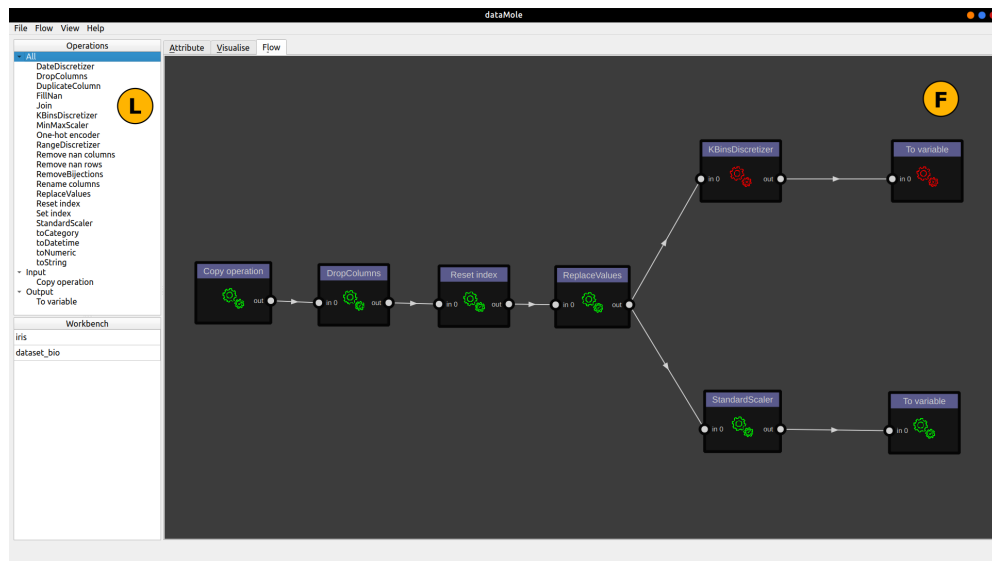 dataMole
File Flow View Help
Operations
All
DateDiscretizer
DropColumns
DuplicateColumn
FillNan
Join
KBinsDiscretizer
MinMaxScaler
One-hot encoder
RangeDiscretizer
Remove nan columns
Remove nan rows
RemoveBijections
Rename columns
ReplaceValues
Reset index
Set index
StandardScaler
toCategory
toDatetime
toNumeric
toString
Input
Copy operation
Output
To variable
L
Workbench
iris
dataset_bio
Attribute Visualise Flow
F
KBinsDiscretizer
in 0 out
To variable
in 0
Copy operation
out
DropColumns
in 0 out
Reset index
in 0 out
ReplaceValues
in 0 out
StandardScaler
in 0 out
To variable
in 0